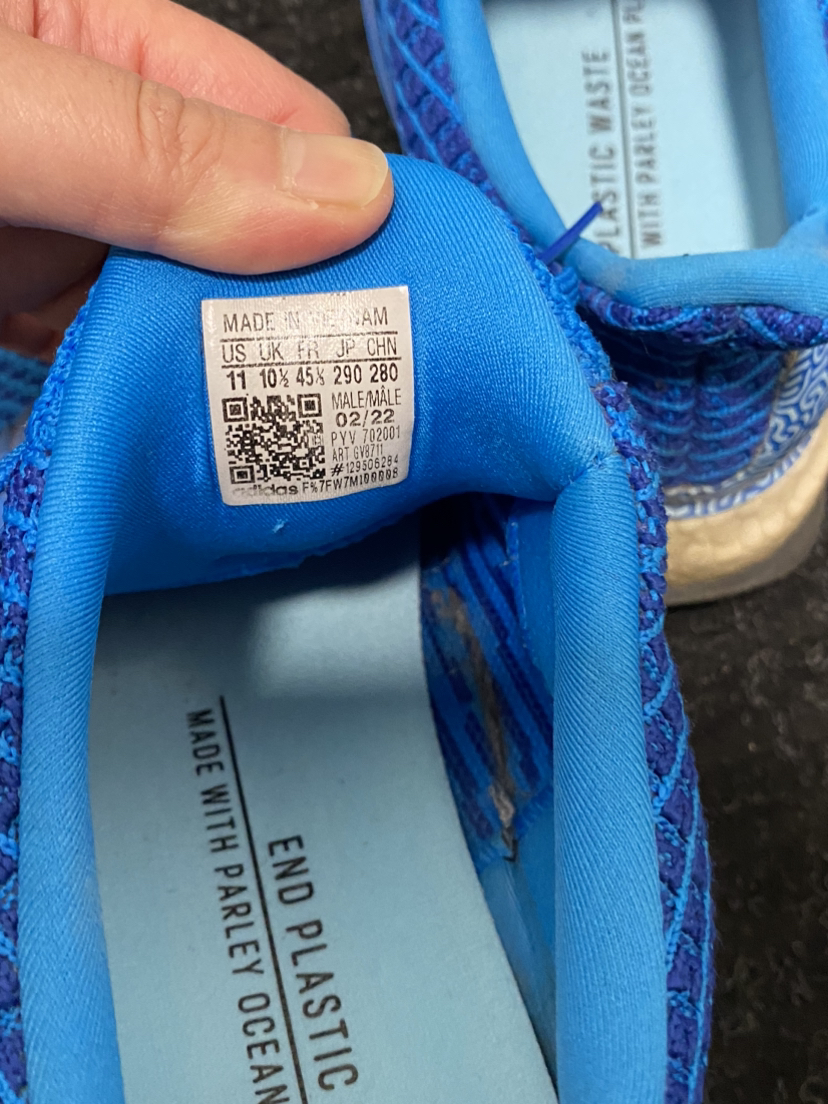 MADE IN VIETNAM
US UK FR JP CHN
11 10½ 45⅓ 290 280
MALE/MÂLE
02/22
PYV 702001
ART GV8711
#129506284
adidas
END PLASTIC
MADE WITH PARLEY OCEAN
PLASTIC WASTE
WITH PARLEY OCEAN